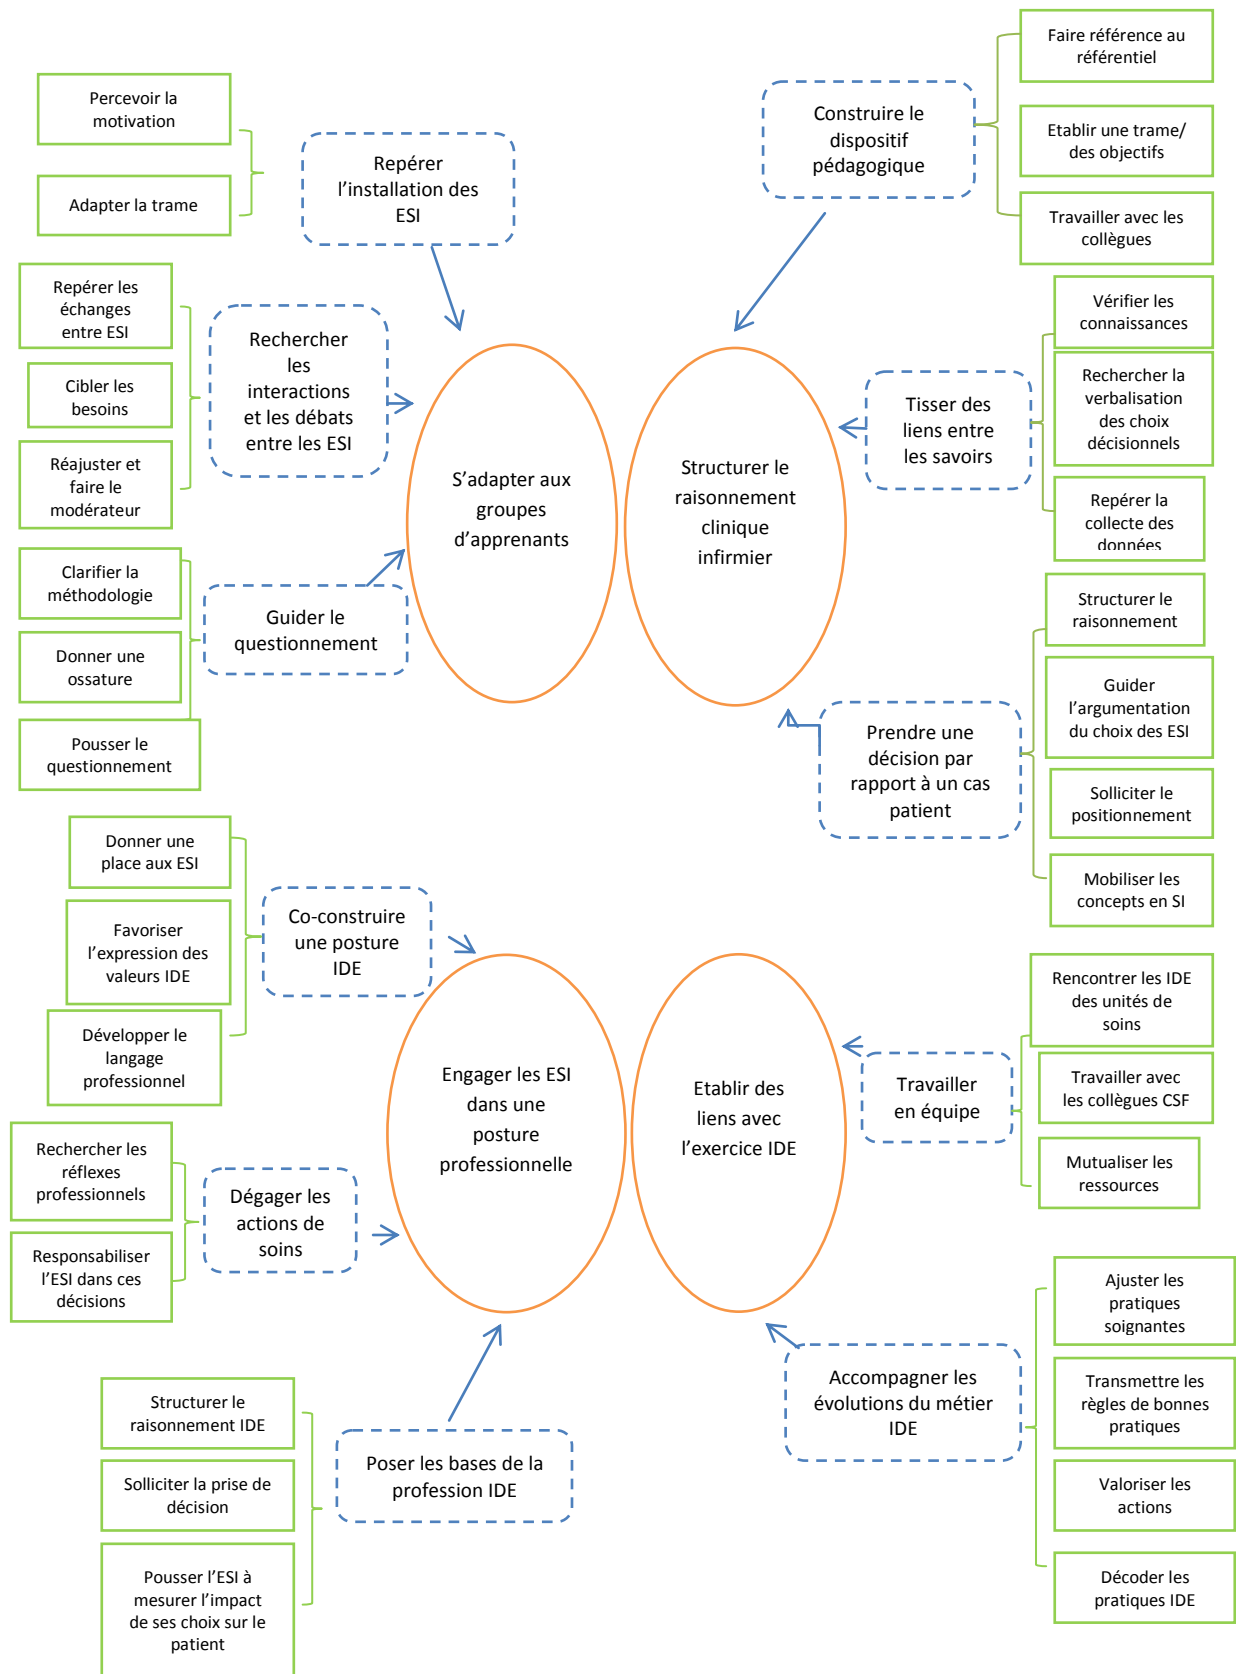 Percevoir la
motivation
Adapter la trame
Repérer
l’installation des
ESI
Repérer les
échanges
entre ESI
Cibler les
besoins
Réajuster et
faire le
modérateur
Rechercher
les
interactions
et les débats
entre les ESI
Clarifier la
méthodologie
Donner une
ossature
Pousser le
questionnement
Guider le
questionnement
S’adapter aux
groupes
d’apprenants
Structurer le
raisonnement
clinique
infirmier
Construire le
dispositif
pédagogique
Faire référence au
référentiel
Etablir une trame/
des objectifs
Travailler avec les
collègues
Tisser des
liens entre
les savoirs
Vérifier les
connaissances
Rechercher la
verbalisation
des choix
décisionnels
Repérer la
collecte des
données
Prendre une
décision par
rapport à un cas
patient
Structurer le
raisonnement
Guider
l’argumentation
du choix des ESI
Solliciter le
positionnement
Mobiliser les
concepts en SI
Donner une
place aux ESI
Favoriser
l’expression des
valeurs IDE
Développer le
langage
professionnel
Co-construire
une posture
IDE
Rechercher les
réflexes
professionnels
Responsabiliser
l’ESI dans ces
décisions
Dégager les
actions de
soins
Structurer le
raisonnement IDE
Solliciter la prise de
décision
Pousser l’ESI à
mesurer l’impact
de ses choix sur le
patient
Poser les bases de la
profession IDE
Engager les ESI
dans une
posture
professionnelle
Etablir des
liens avec
l’exercice IDE
Travailler
en équipe
Rencontrer les IDE
des unités de
soins
Travailler avec
les collègues CSF
Mutualiser les
ressources
Accompagner les
évolutions du métier
IDE
Ajuster les
pratiques
soignantes
Transmettre les
règles de bonnes
pratiques
Valoriser les
actions
Décoder les
pratiques IDE